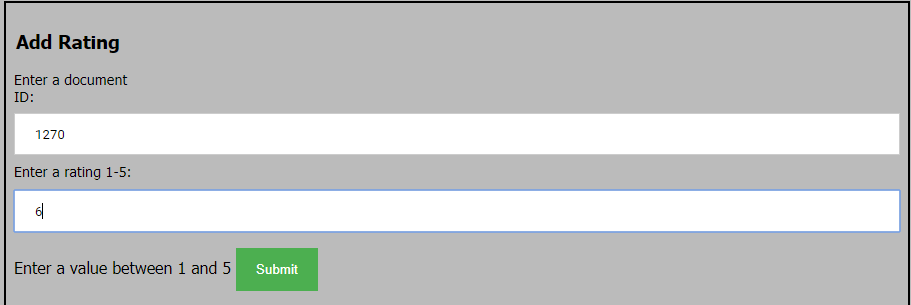 Add Rating
Enter a document
ID:
1270
Enter a rating 1-5:
6
Enter a value between 1 and 5 Submit